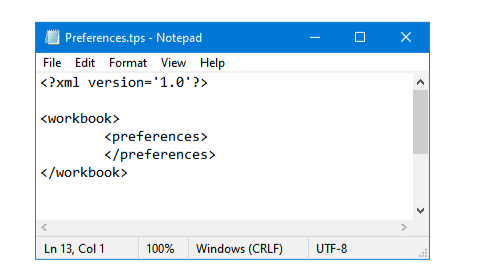 Preferences.tps - Notepad
File Edit Format View Help
<?xml version='1.0'?>
<workbook>
<preferences>
</preferences>
</workbook>
Ln 13, Col 1 100% Windows (CRLF) UTF-8